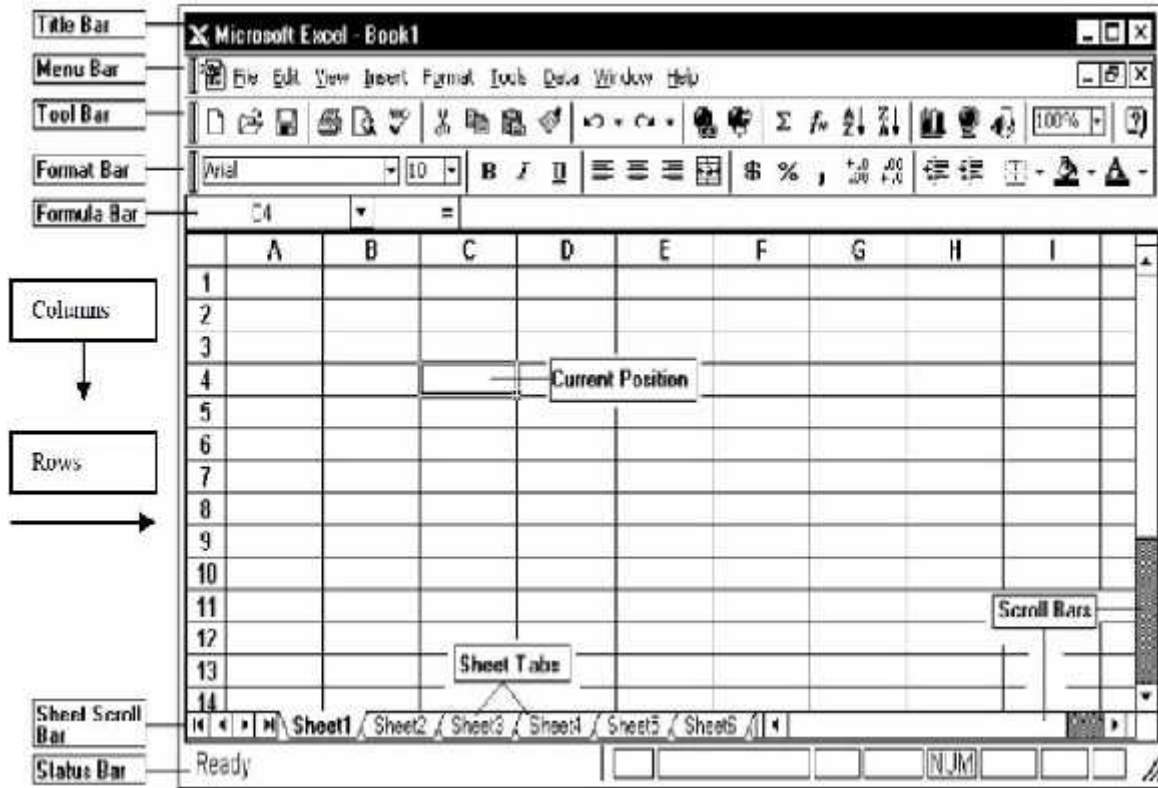 Title Bar
Microsoft Excel - Book1
Menu Bar
File Edit View Insert Format Tools Data Window Help
Tool Bar
100%
Format Bar
Arial 10 B I U $ % ,
Formula Bar
C4 =
A B C D E F G H I
1
2
3
4
5
6
7
8
9
10
11
12
13
14
Columns
Rows
Current Position
Scroll Bars
Sheet Tabs
Sheet Scroll
Bar
Sheet1 Sheet2 Sheet3 Sheet4 Sheet5 Sheet6
Status Bar
Ready NUM